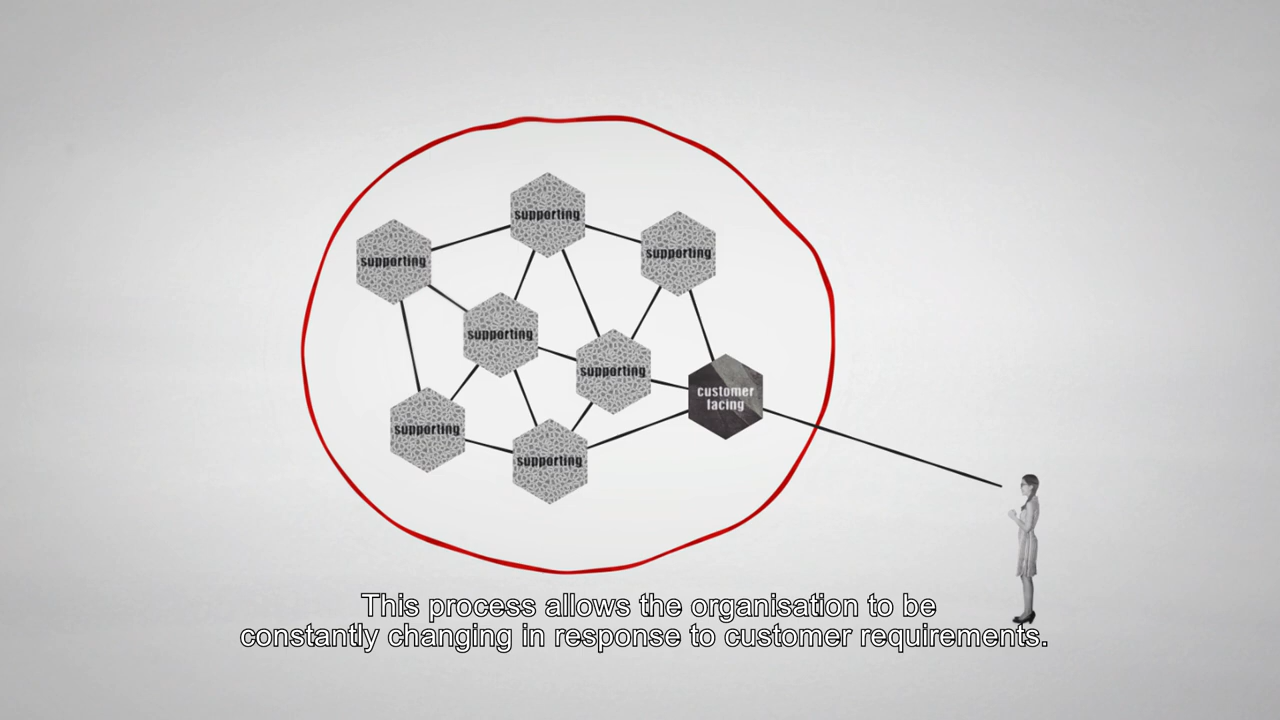 supporting
supporting
supporting
supporting
supporting
customer
facing
supporting
supporting
This process allows the organisation to be
constantly changing in response to customer requirements.